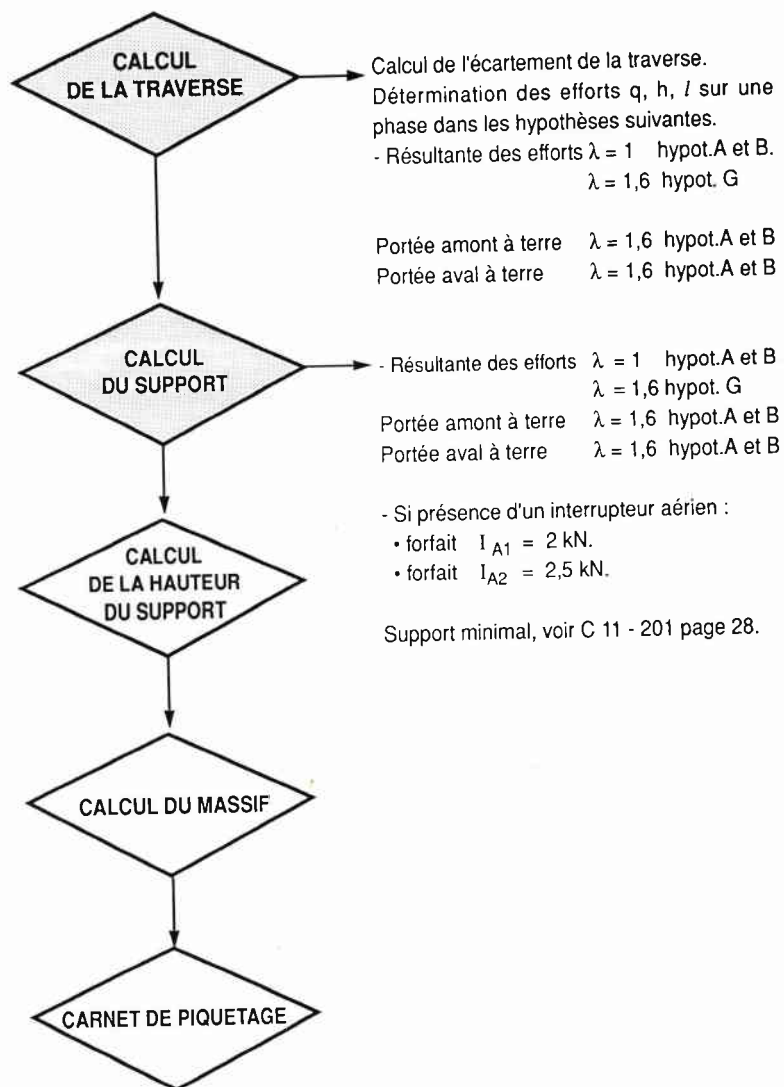 CALCUL
DE LA TRAVERSE
Calcul de l'écartement de la traverse.
Détermination des efforts q, h, l sur une
phase dans les hypothèses suivantes.
- Résultante des efforts λ = 1 hypot.A et B.
λ = 1,6 hypot. G
Portée amont à terre λ = 1,6 hypot.A et B
Portée aval à terre λ = 1,6 hypot.A et B
CALCUL
DU SUPPORT
- Résultante des efforts λ = 1 hypot.A et B
λ = 1,6 hypot. G
Portée amont à terre λ = 1,6 hypot.A et B
Portée aval à terre λ = 1,6 hypot.A et B
- Si présence d'un interrupteur aérien :
• forfait I A1 = 2 kN.
• forfait I A2 = 2,5 kN.
Support minimal, voir C 11 - 201 page 28.
CALCUL
DE LA HAUTEUR
DU SUPPORT
CALCUL DU MASSIF
CARNET DE PIQUETAGE